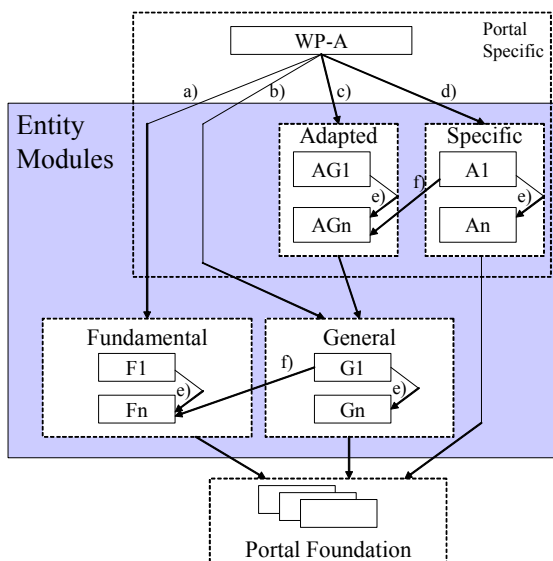 Portal
Specific
WP-A
a)
b)
c)
d)
Entity
Modules
Adapted
Specific
AG1
A1
f)
e)
e)
AGn
An
Fundamental
General
F1
f)
G1
e)
e)
Fn
Gn
Portal Foundation